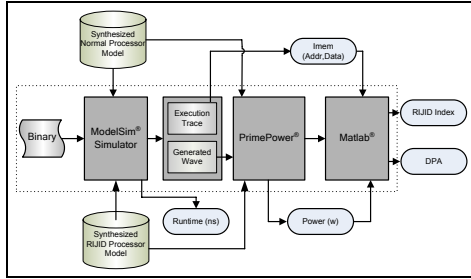 Synthesized
Normal Processor
Model
Imem
(Addr,Data)
Binary
ModelSim®
Simulator
Execution
Trace
Generated
Wave
PrimePower®
Matlab®
RIJID Index
DPA
Runtime (ns)
Power (w)
Synthesized
RIJID Processor
Model